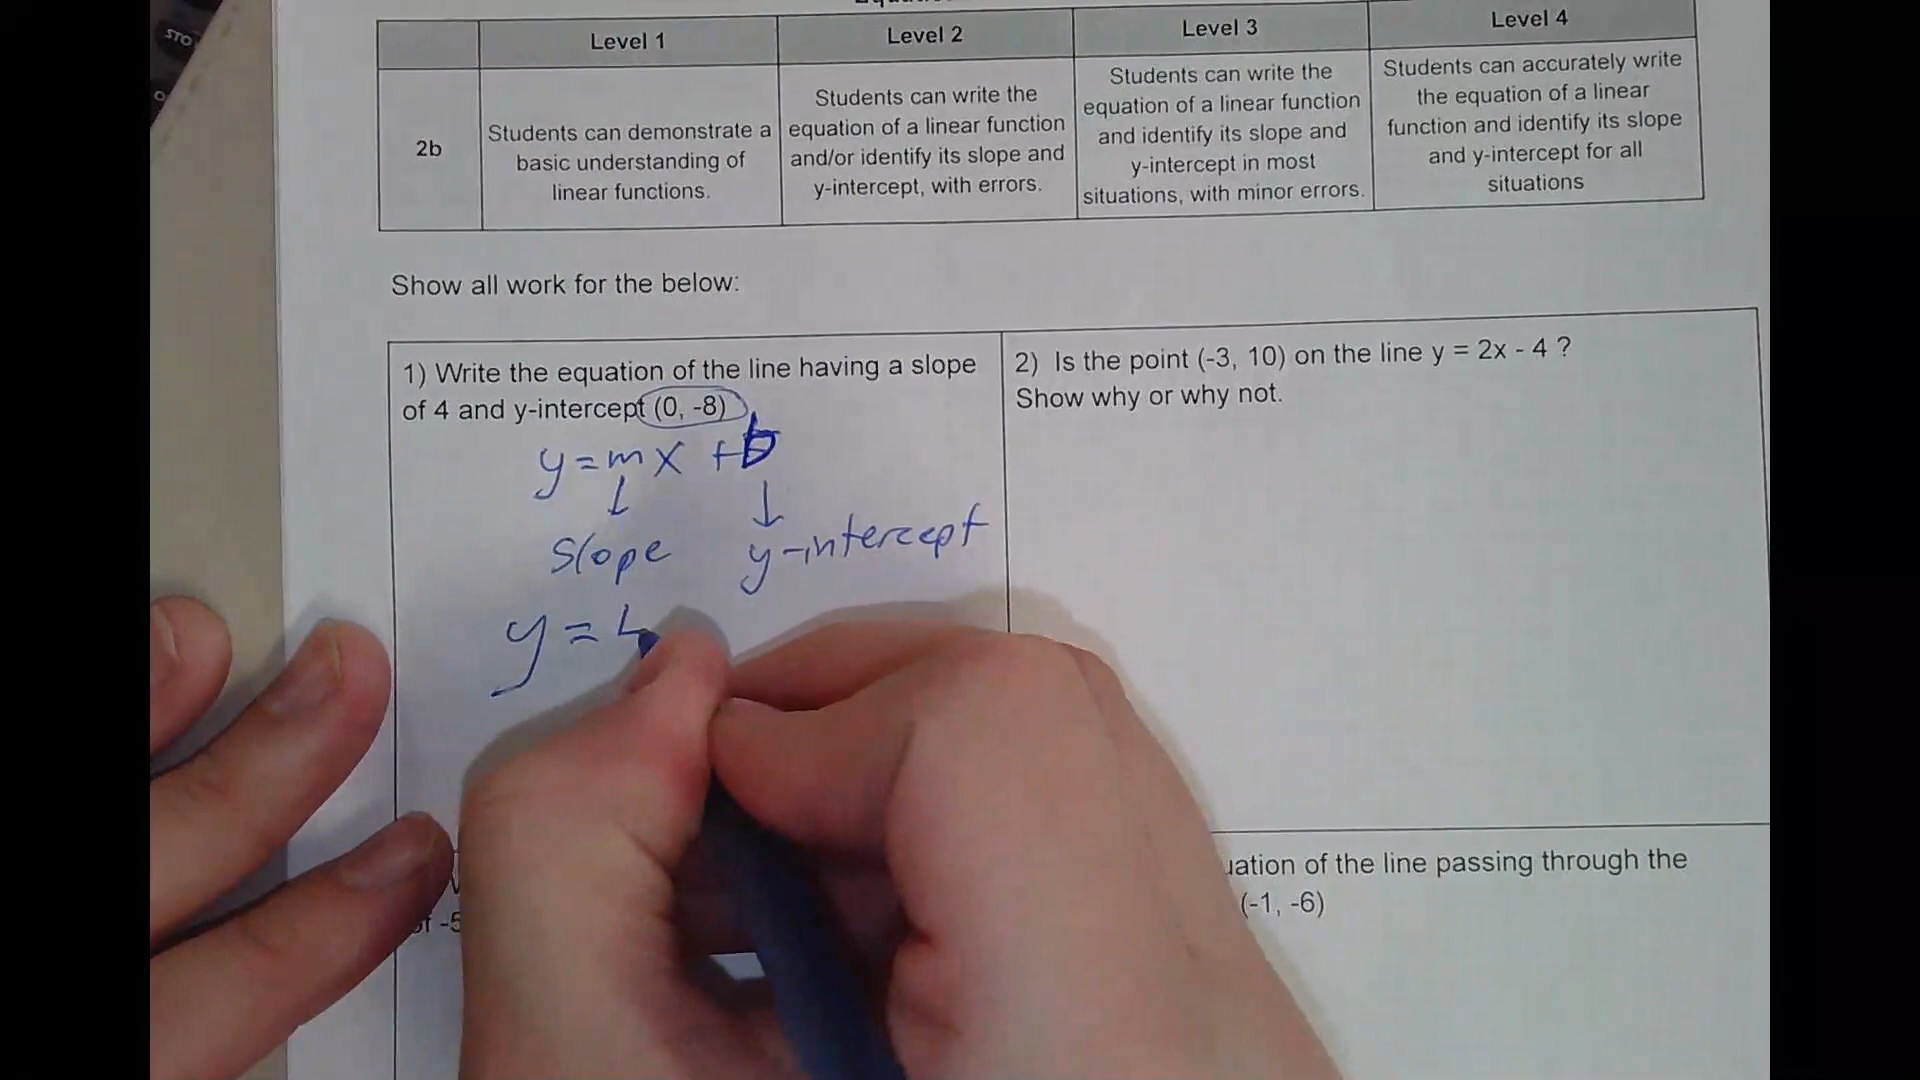 STO
Level 1
Level 2
Level 3
Level 4
2b
Students can demonstrate a
basic understanding of
linear functions.
Students can write the
equation of a linear function
and/or identify its slope and
y-intercept, with errors.
Students can write the
equation of a linear function
and identify its slope and
y-intercept in most
situations, with minor errors.
Students can accurately write
the equation of a linear
function and identify its slope
and y-intercept for all
situations
Show all work for the below:
1) Write the equation of the line having a slope
of 4 and y-intercept (0, -8)
y = mx + b
↓ ↓
slope y-intercept
y = 4
2) Is the point (-3, 10) on the line y = 2x - 4 ?
Show why or why not.
of -5
of the line passing through the
(-1, -6)